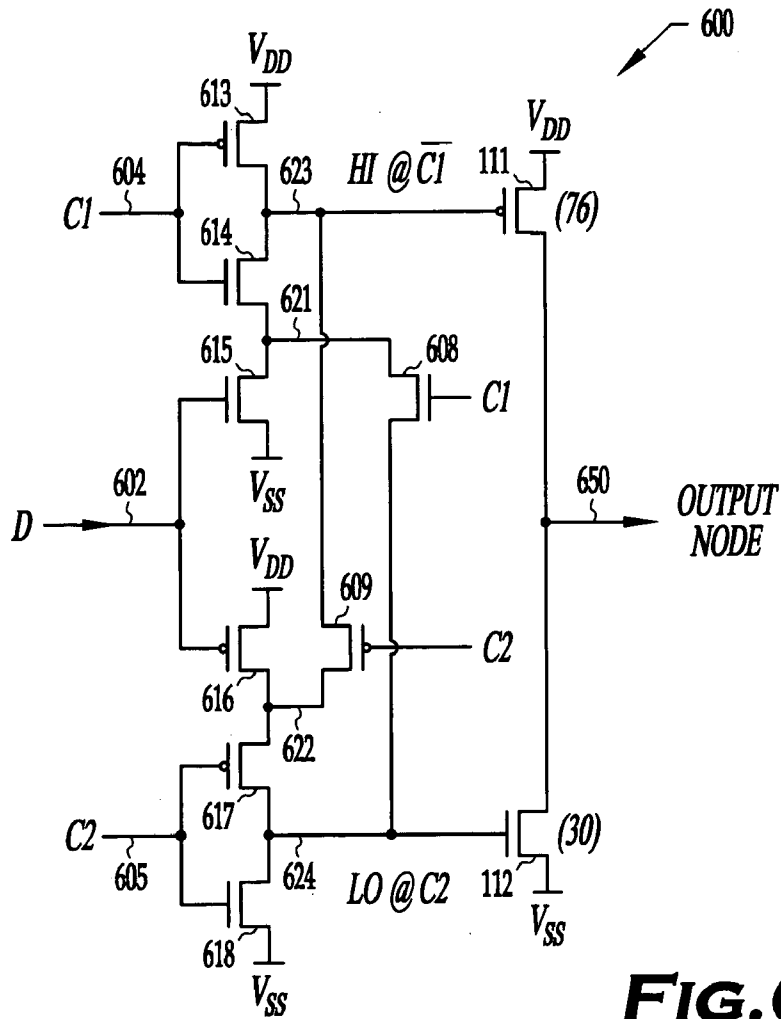 600
V_DD
613
604
C1
623
HI @ C̅1̅
V_DD
111
(76)
614
621
615
608
C1
V_SS
602
D
650
OUTPUT
NODE
V_DD
609
C2
616
622
C2
605
617
624
LO @ C2
(30)
112
V_SS
618
V_SS
FIG.